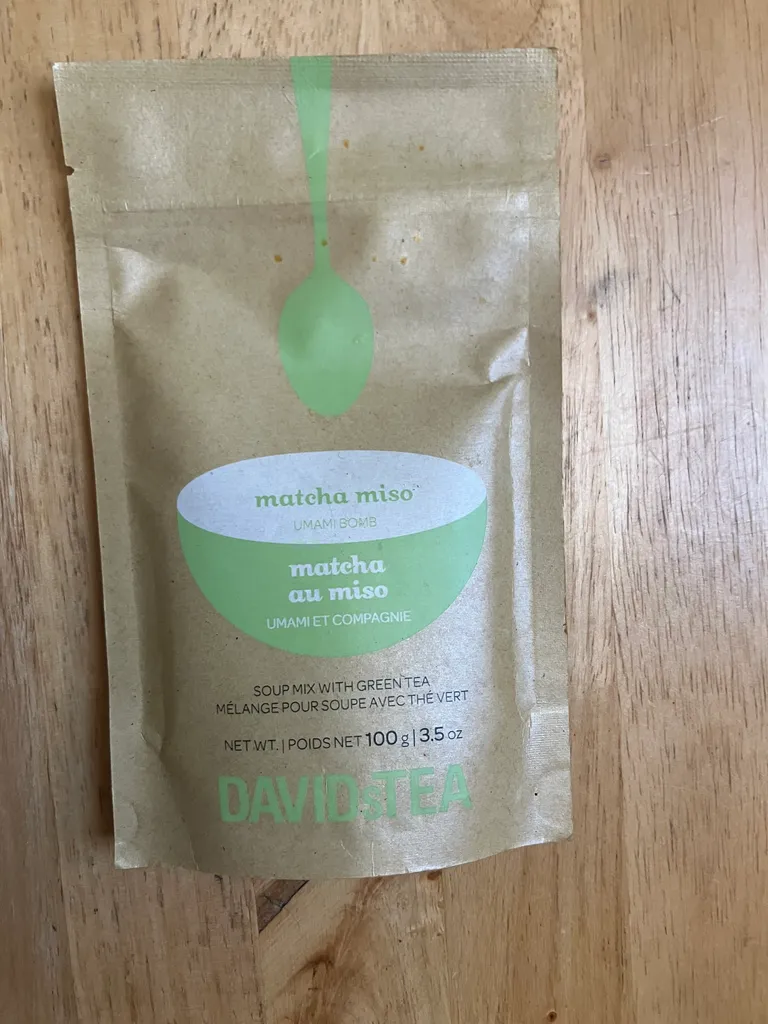 matcha miso
UMAMI BOMB
matcha
au miso
UMAMI ET COMPAGNIE
SOUP MIX WITH GREEN TEA
MÉLANGE POUR SOUPE AVEC THÉ VERT
NET WT. | POIDS NET 100 g | 3.5 oz
DAVIDsTEA